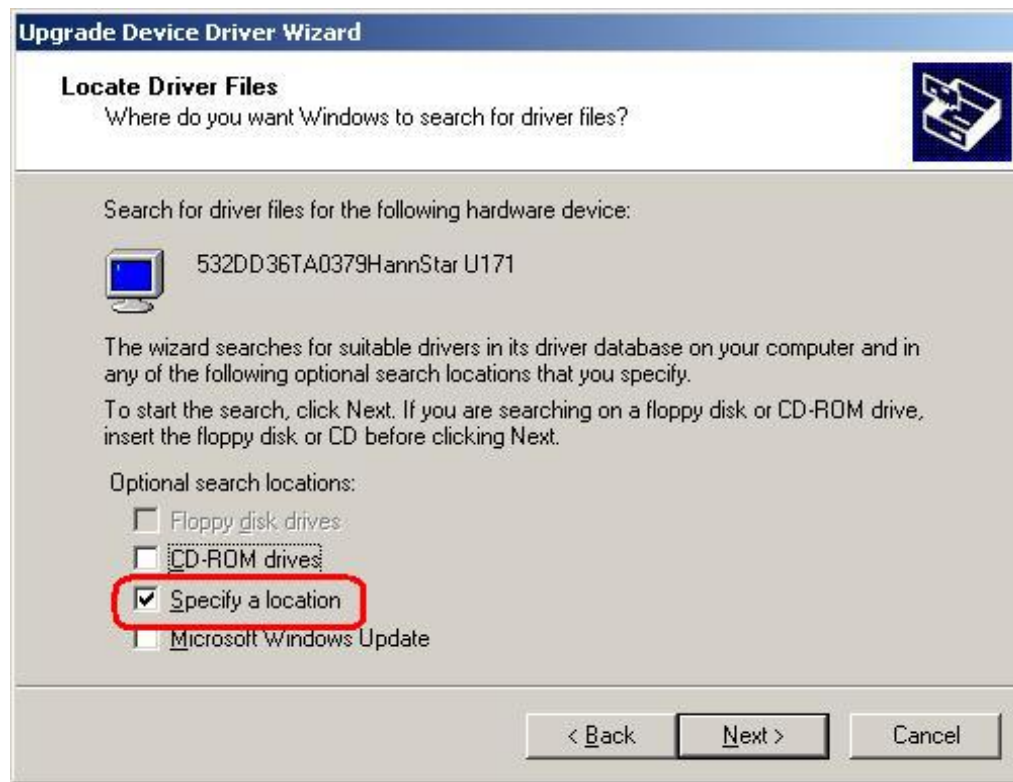 Upgrade Device Driver Wizard
Locate Driver Files
Where do you want Windows to search for driver files?
Search for driver files for the following hardware device:
532DD36TA0379HannStar U171
The wizard searches for suitable drivers in its driver database on your computer and in
any of the following optional search locations that you specify.
To start the search, click Next. If you are searching on a floppy disk or CD-ROM drive,
insert the floppy disk or CD before clicking Next.
Optional search locations:
Floppy disk drives
CD-ROM drives
Specify a location
Microsoft Windows Update
< Back Next > Cancel